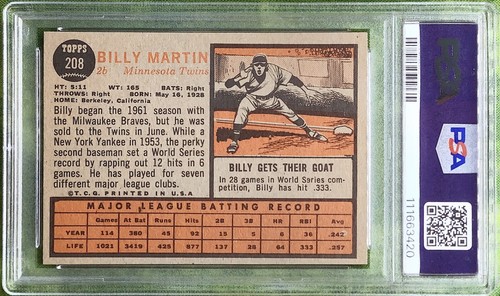 TOPPS
208
BILLY MARTIN
2b Minnesota Twins
HT: 5:11 WT: 165 BATS: Right
THROWS: Right BORN: May 16, 1928
HOME: Berkeley, California
Billy began the 1961 season with
the Milwaukee Braves, but he was
sold to the Twins in June. While a
New York Yankee in 1953, the perky
second baseman set a World Series
record by rapping out 12 hits in 6
games. He has played for seven
different major league clubs.
©T.C.G. PRINTED IN U.S.A.
BILLY GETS THEIR GOAT
In 28 games in World Series com-
petition, Billy has hit .333.
MAJOR LEAGUE BATTING RECORD
Games At Bat Runs Hits 2B 3B HR RBI Avg.
YEAR 114 380 45 92 15 5 6 36 .242
LIFE 1021 3419 425 877 137 28 64 333 .257
PSA
PSA
111663420